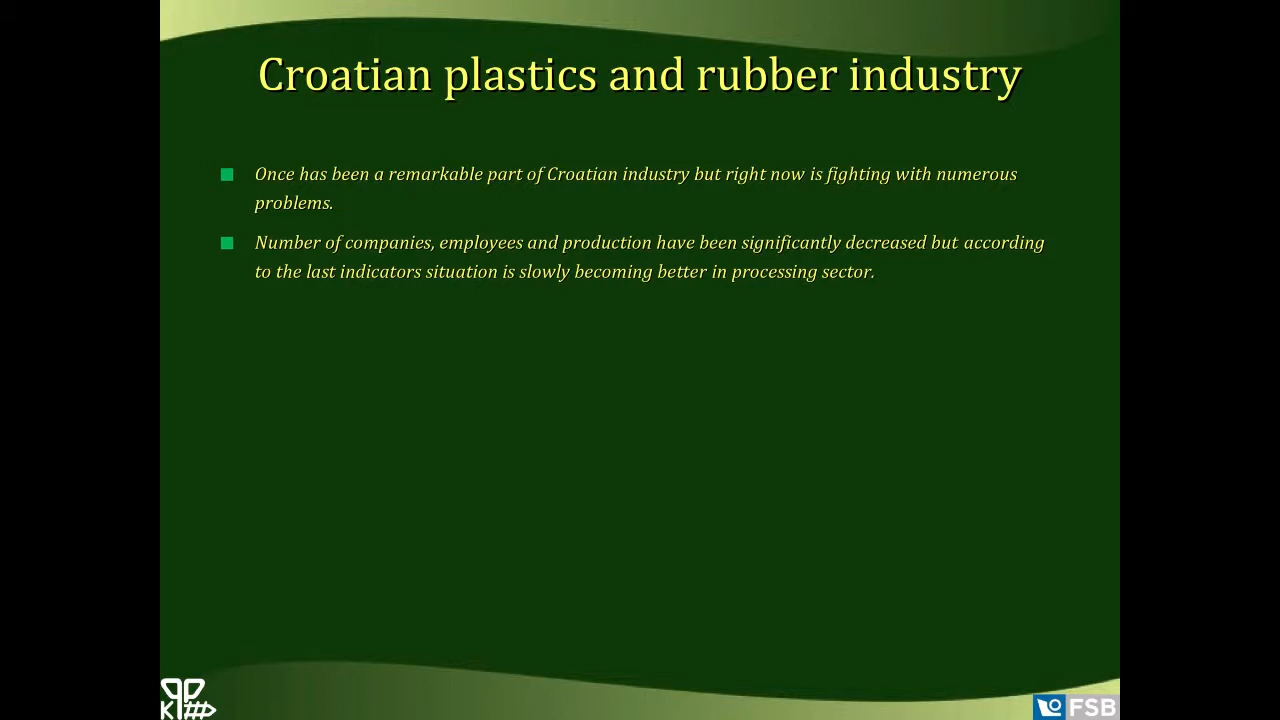 Croatian plastics and rubber industry
Once has been a remarkable part of Croatian industry but right now is fighting with numerous
problems.
Number of companies, employees and production have been significantly decreased but according
to the last indicators situation is slowly becoming better in processing sector.
FSB